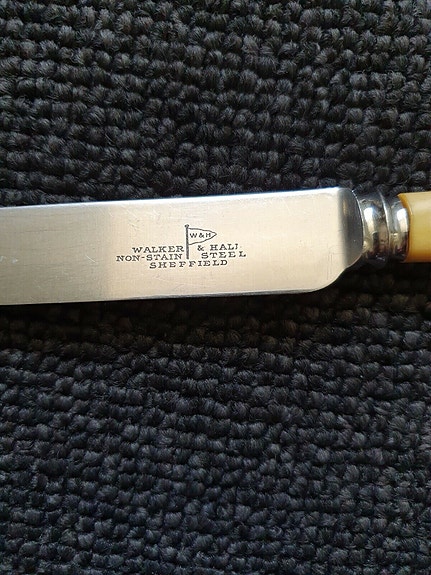 W&H
WALKER & HALL
NON-STAIN STEEL
SHEFFIELD